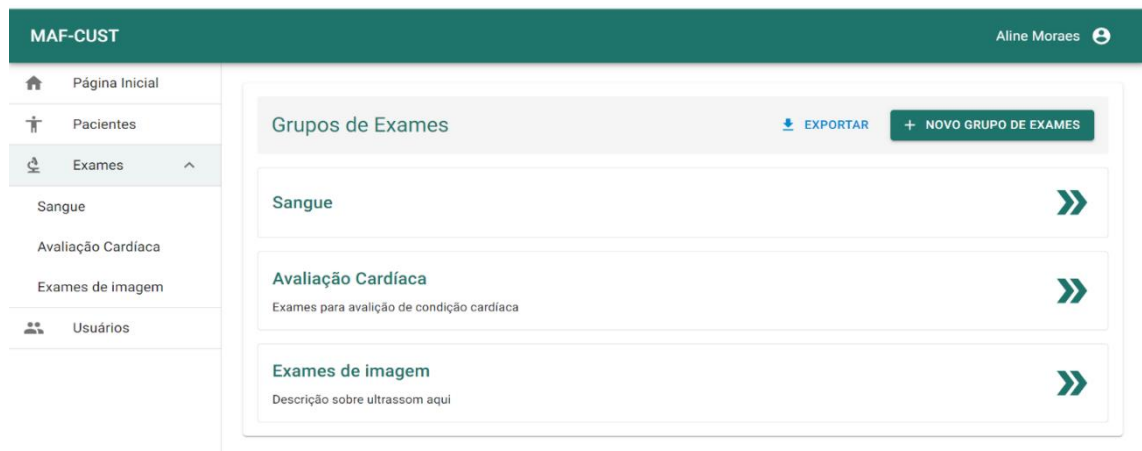 MAF-CUST
Aline Moraes
Página Inicial
Pacientes
Exames
Sangue
Avaliação Cardíaca
Exames de imagem
Usuários
Grupos de Exames
EXPORTAR
+ NOVO GRUPO DE EXAMES
Sangue
Avaliação Cardíaca
Exames para avalição de condição cardíaca
Exames de imagem
Descrição sobre ultrassom aqui